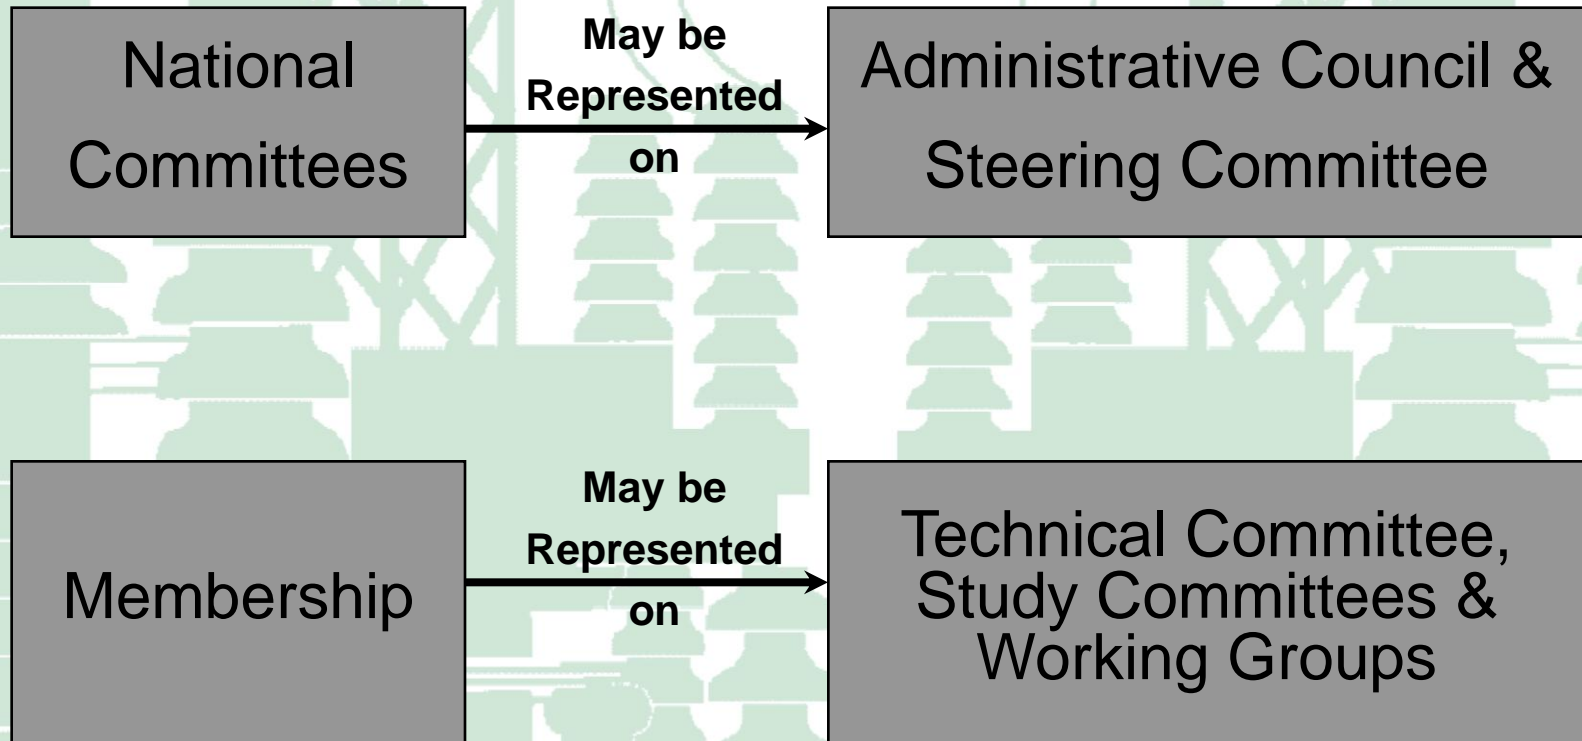 National
Committees
May be
Represented
on
Administrative Council &
Steering Committee
Membership
May be
Represented
on
Technical Committee,
Study Committees &
Working Groups